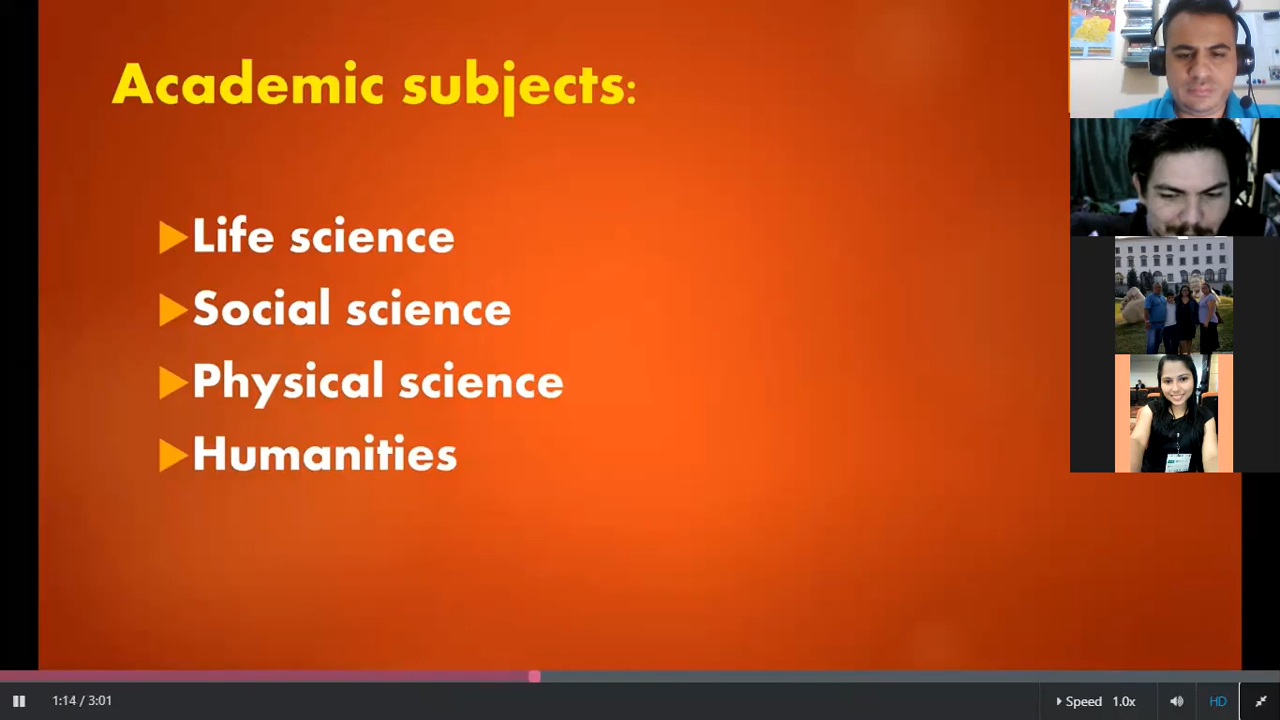 Academic subjects:
Life science
Social science
Physical science
Humanities
1:14 / 3:01
Speed 1.0x
HD